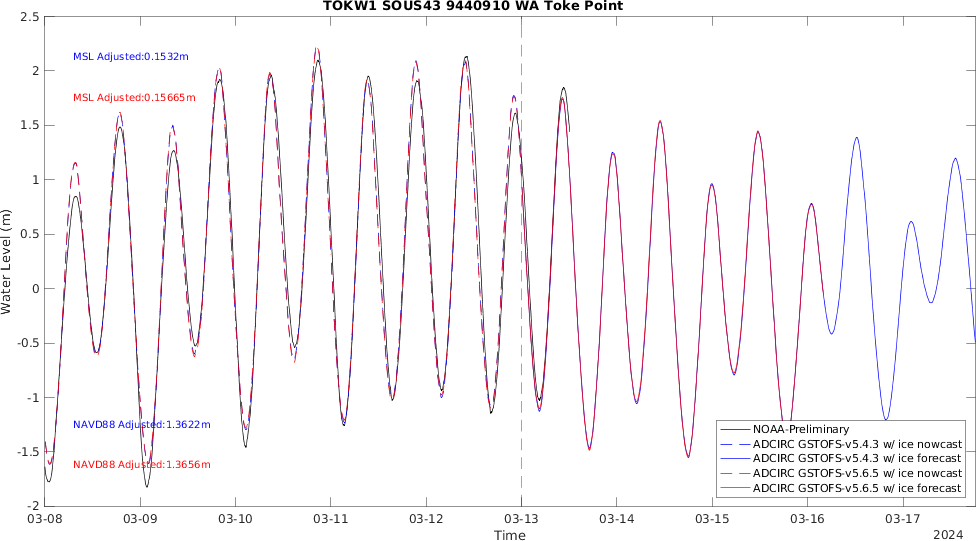 TOKW1 SOUS43 9440910 WA Toke Point
2.5
2
1.5
1
0.5
0
-0.5
-1
-1.5
-2
Water Level (m)
MSL Adjusted:0.1532m
MSL Adjusted:0.15665m
NAVD88 Adjusted:1.3622m
NAVD88 Adjusted:1.3656m
NOAA-Preliminary
ADCIRC GSTOFS-v5.4.3 w/ ice nowcast
ADCIRC GSTOFS-v5.4.3 w/ ice forecast
ADCIRC GSTOFS-v5.6.5 w/ ice nowcast
ADCIRC GSTOFS-v5.6.5 w/ ice forecast
03-08 03-09 03-10 03-11 03-12 03-13 03-14 03-15 03-16 03-17
Time
2024